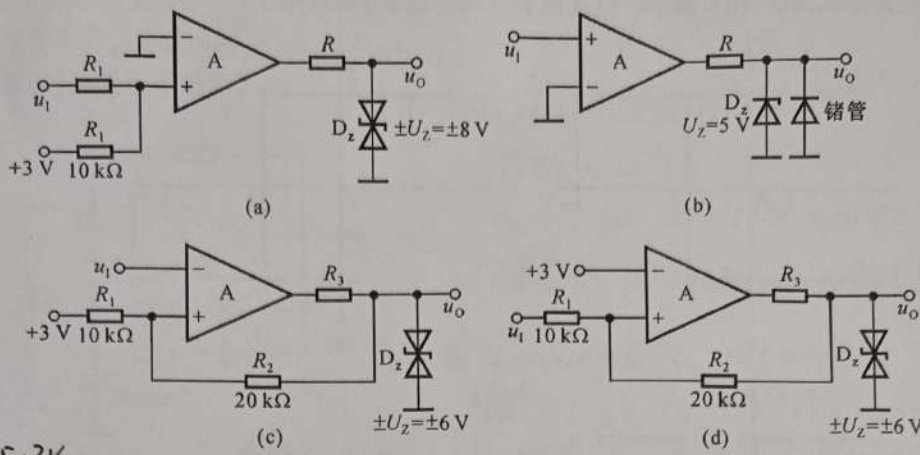 − A + R u_O
R_1 u_I
R_1 +3 V 10 kΩ
D_z ±U_Z=±8 V
(a)
u_I + A − R u_O
D_z U_Z=5 V 锗管
(b)
u_I − A + R_3 u_O
R_1 +3 V 10 kΩ
R_2 20 kΩ
D_z ±U_Z=±6 V
(c)
+3 V − A + R_3 u_O
R_1 u_I 10 kΩ
R_2 20 kΩ
D_z ±U_Z=±6 V
(d)